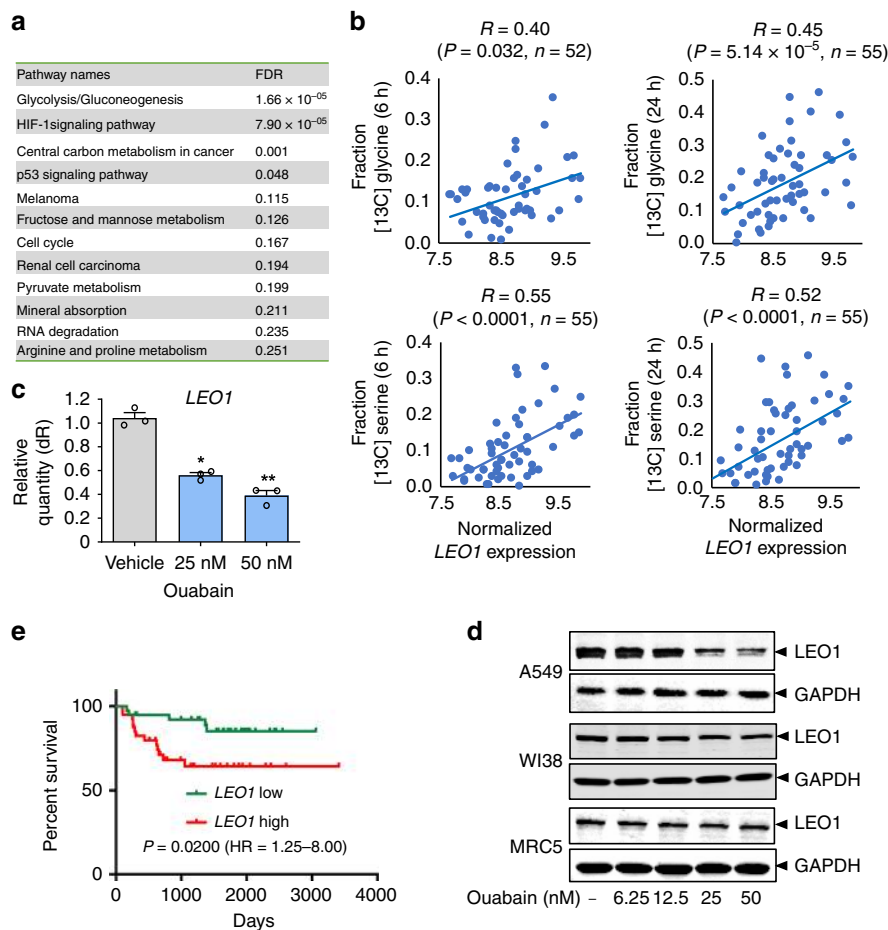 a
Pathway names FDR
Glycolysis/Gluconeogenesis 1.66 × 10⁻⁰⁵
HIF-1signaling pathway 7.90 × 10⁻⁰⁵
Central carbon metabolism in cancer 0.001
p53 signaling pathway 0.048
Melanoma 0.115
Fructose and mannose metabolism 0.126
Cell cycle 0.167
Renal cell carcinoma 0.194
Pyruvate metabolism 0.199
Mineral absorption 0.211
RNA degradation 0.235
Arginine and proline metabolism 0.251
b
R = 0.40
(P = 0.032, n = 52)
Fraction
[13C] glycine (6 h)
0.4
0.3
0.2
0.1
0.0
7.5 8.5 9.5
R = 0.45
(P = 5.14 × 10⁻⁵, n = 55)
Fraction
[13C] glycine (24 h)
0.5
0.4
0.3
0.2
0.1
0.0
7.5 8.5 9.5
R = 0.55
(P < 0.0001, n = 55)
Fraction
[13C] serine (6 h)
0.4
0.3
0.2
0.1
0.0
7.5 8.5 9.5
Normalized
LEO1 expression
R = 0.52
(P < 0.0001, n = 55)
Fraction
[13C] serine (24 h)
0.5
0.4
0.3
0.2
0.1
0.0
7.5 8.5 9.5
Normalized
LEO1 expression
c
LEO1
Relative
quantity (dR)
1.2
1.0
0.8
0.6
0.4
0.2
0
*
**
Vehicle 25 nM 50 nM
Ouabain
e
Percent survival
100
50
0
LEO1 low
LEO1 high
P = 0.0200 (HR = 1.25–8.00)
0 1000 2000 3000 4000
Days
d
A549
LEO1
GAPDH
WI38
LEO1
GAPDH
MRC5
LEO1
GAPDH
Ouabain (nM) – 6.25 12.5 25 50